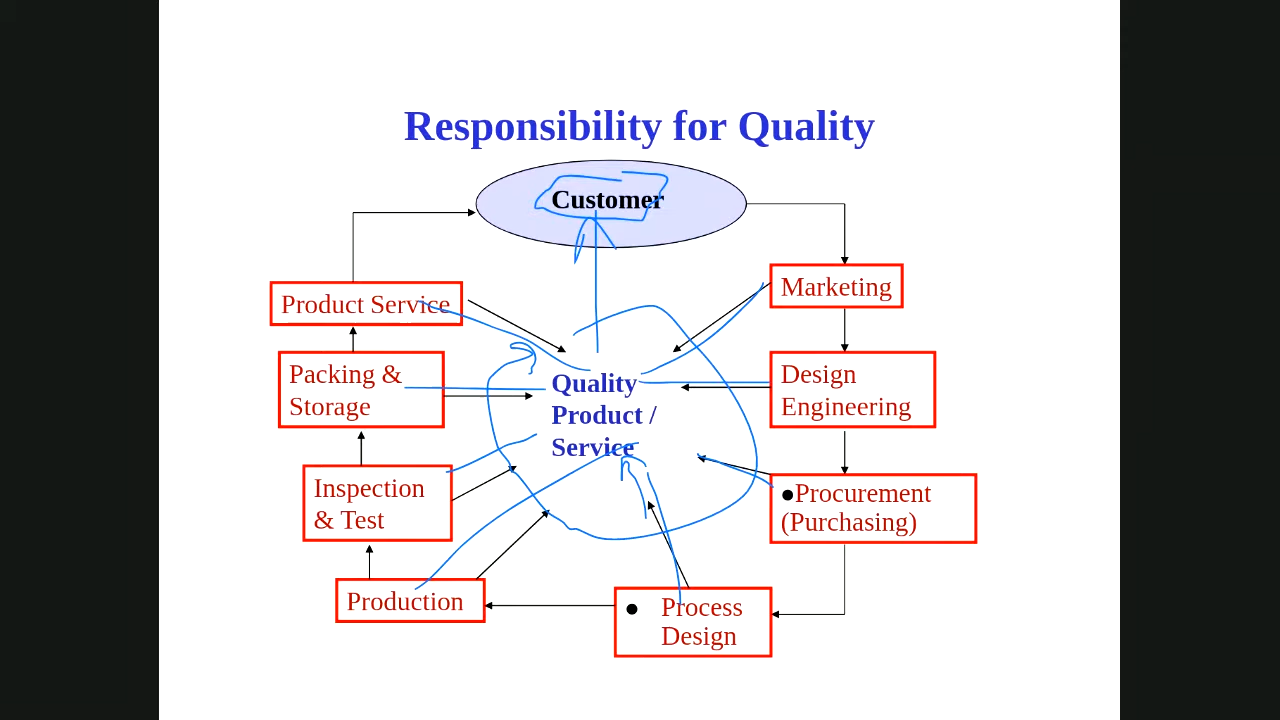 Responsibility for Quality
Customer
Marketing
Product Service
Design
Engineering
Packing &
Storage
Quality
Product /
Service
Inspection
& Test
●Procurement
(Purchasing)
Production
● Process
Design